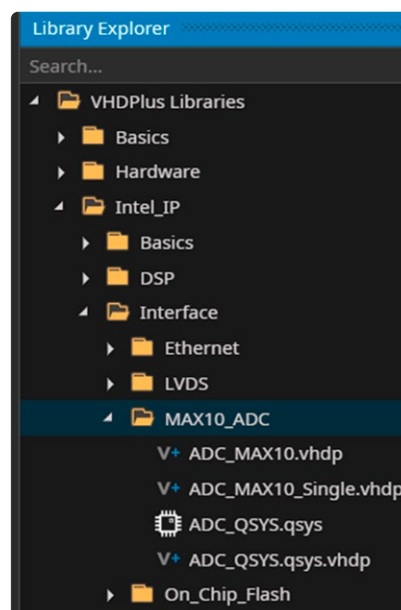 Library Explorer
Search...
VHDPlus Libraries
Basics
Hardware
Intel_IP
Basics
DSP
Interface
Ethernet
LVDS
MAX10_ADC
V+ ADC_MAX10.vhdp
V+ ADC_MAX10_Single.vhdp
ADC_QSYS.qsys
V+ ADC_QSYS.qsys.vhdp
On_Chip_Flash